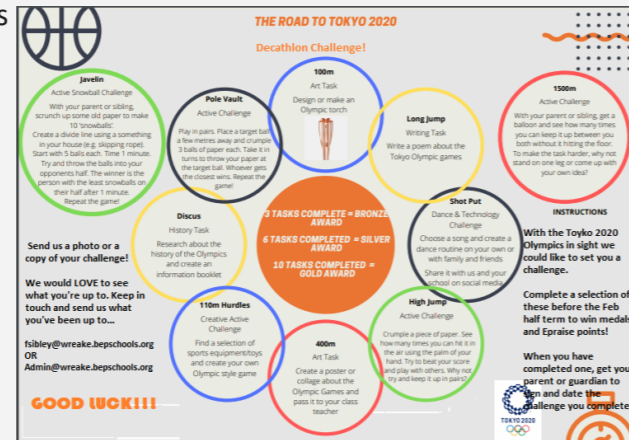 S
THE ROAD TO TOKYO 2020
Decathlon Challenge!
Javelin
Active Snowball Challenge
With your parent or sibling,
scrunch up some old paper to make
10 'snowballs'.
Create a divide line using a something
in your house (e.g. skipping rope).
Start with 5 balls each. Time 1 minute.
Try and throw the balls into your
opponents half. The winner is the
person with the least snowballs on
their half after 1 minute.
Repeat the game!
Pole Vault
Active Challenge
Play in pairs. Place a target ball
a few metres away and crumple
3 balls of paper each. Take it in
turns to throw your paper at
the target ball. Whoever gets
the closest wins. Repeat the
game!
100m
Art Task
Design or make an
Olympic torch
Long Jump
Writing Task
Write a poem about the
Tokyo Olympic games
1500m
Active Challenge
With your parent or sibling, get a
balloon and see how many times
you can keep it up between you
both without it hitting the floor.
To make the task harder, why not
stand on one leg or come up with
your own idea?
Discus
History Task
Research about the
history of the Olympics
and create an
information booklet
3 TASKS COMPLETE = BRONZE
AWARD
6 TASKS COMPLETED = SILVER
AWARD
10 TASKS COMPLETED =
GOLD AWARD
Shot Put
Dance & Technology
Challenge
Choose a song and create a
dance routine on your own or
with family and friends
Share it with us and your
school on social media
110m Hurdles
Creative Active
Challenge
Find a selection of
sports equipment/toys
and create your own
Olympic style game
400m
Art Task
Create a poster or
collage about the
Olympic Games and
pass it to your class
teacher
High Jump
Active Challenge
Crumple a piece of paper. See
how many times you can hit it in
the air using the palm of your
hand. Try to beat your score
and play with others. Why not
try and keep it up in pairs?
Send us a photo or a
copy of your challenge!
We would LOVE to see
what you're up to. Keep in
touch and send us what
you've been up to...
fsibley@wreake.bepschools.org
OR
Admin@wreake.bepschools.org
GOOD LUCK!!!
INSTRUCTIONS
With the Toyko 2020
Olympics in sight we
could like to set you a
challenge.
Complete a selection of
these before the Feb
half term to win medals
and Epraise points!
When you have
completed one, get you
parent or guardian to
sign and date the
challenge you complete
TOKYO 2020